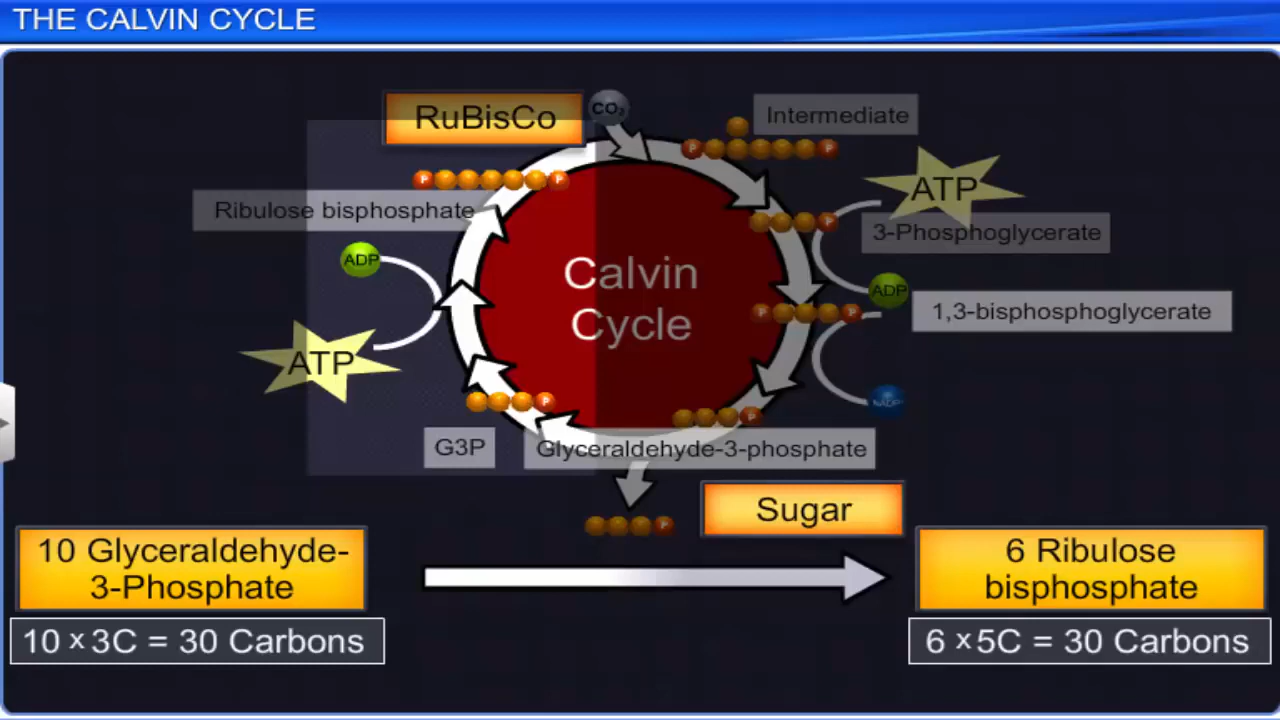 THE CALVIN CYCLE
RuBisCo
CO₂
Intermediate
P
P
P
P
ATP
Ribulose bisphosphate
P
3-Phosphoglycerate
ADP
Calvin
Cycle
ADP
P
P
1,3-bisphosphoglycerate
ATP
NADP⁺
P
P
G3P
Glyceraldehyde-3-phosphate
Sugar
P
10 Glyceraldehyde-
3-Phosphate
6 Ribulose
bisphosphate
10 x 3C = 30 Carbons
6 x 5C = 30 Carbons